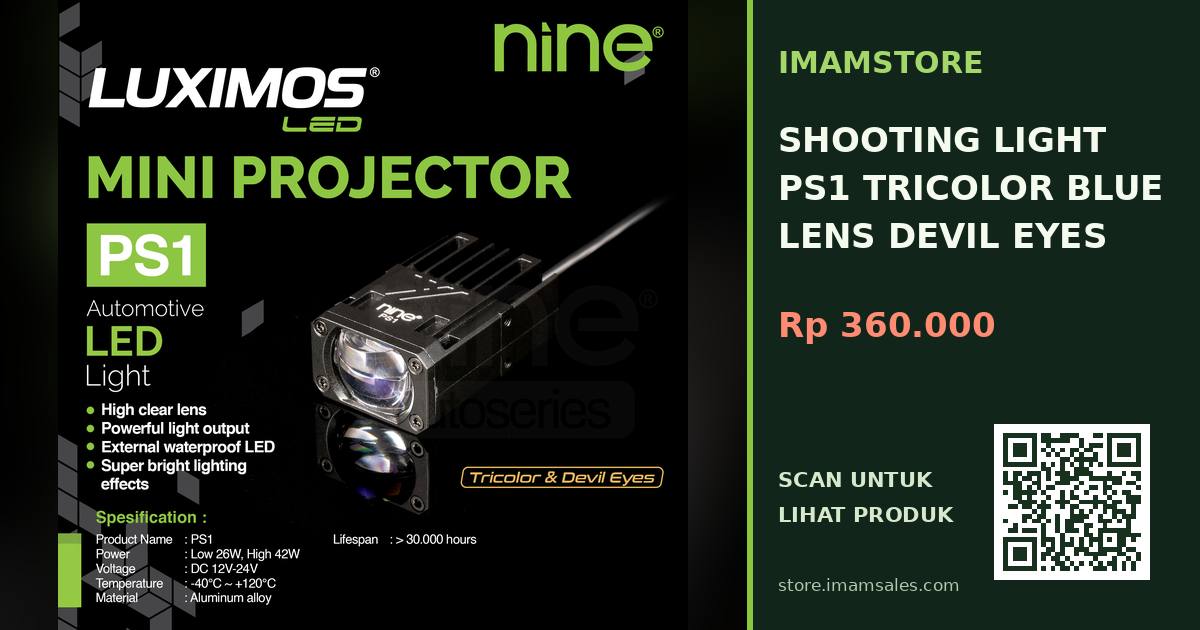 nine®
LUXIMOS®
LED
MINI PROJECTOR
PS1
Automotive
LED
Light
nine®
PS1
• High clear lens
• Powerful light output
• External waterproof LED
• Super bright lighting
effects
Tricolor & Devil Eyes
Spesification :
Product Name : PS1 Lifespan : > 30.000 hours
Power : Low 26W, High 42W
Voltage : DC 12V-24V
Temperature : -40°C ~ +120°C
Material : Aluminum alloy
IMAMSTORE
SHOOTING LIGHT
PS1 TRICOLOR BLUE
LENS DEVIL EYES
Rp 360.000
SCAN UNTUK
LIHAT PRODUK
store.imamsales.com